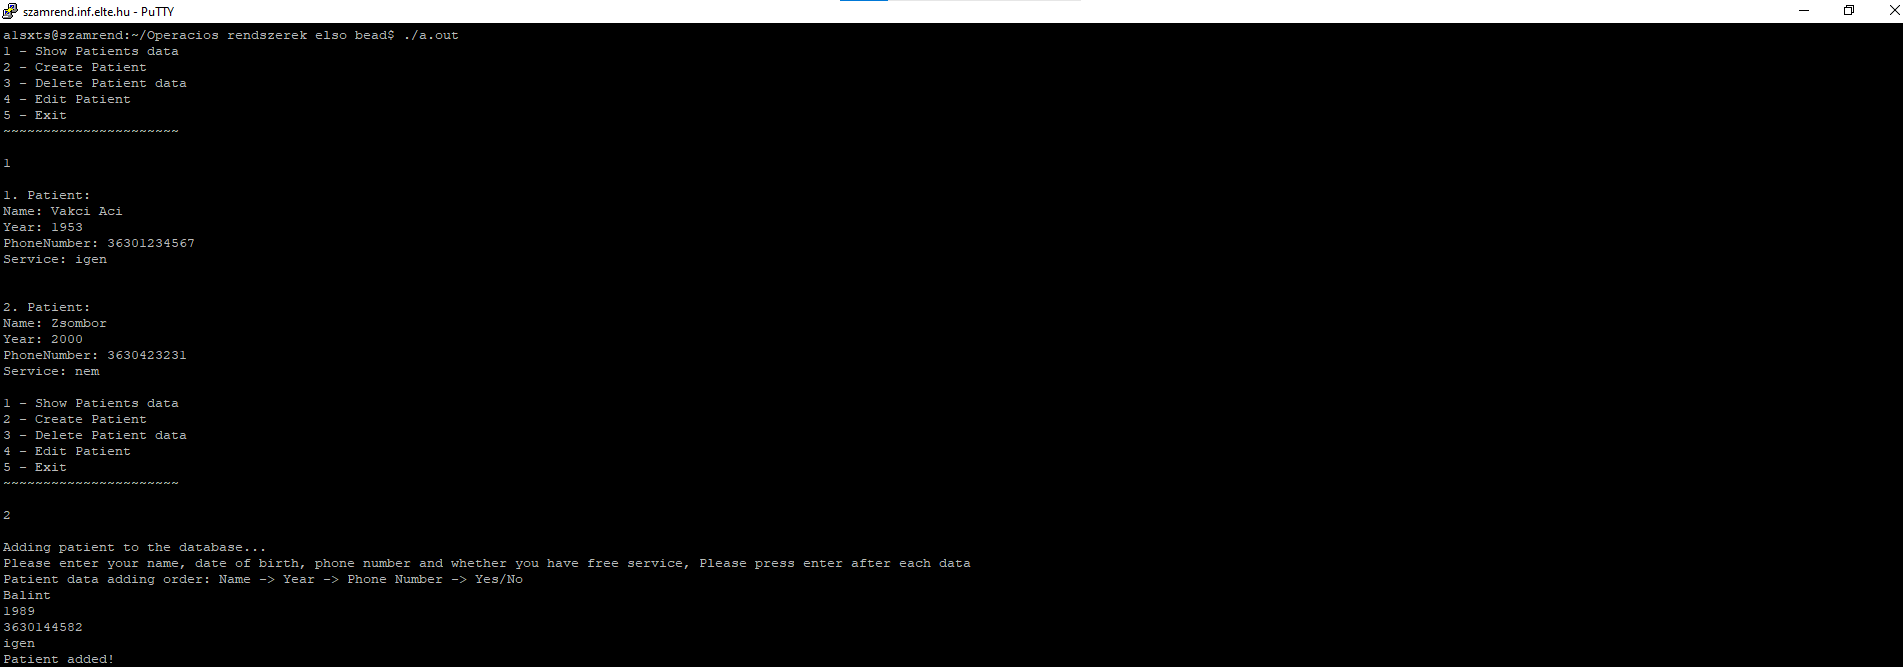 szamrend.inf.elte.hu - PuTTY
alsxts@szamrend:~/Operacios rendszerek elso bead$ ./a.out
1 - Show Patients data
2 - Create Patient
3 - Delete Patient data
4 - Edit Patient
5 - Exit
~~~~~~~~~~~~~~~~~~~~~~
1
1. Patient:
Name: Vakci Aci
Year: 1953
PhoneNumber: 36301234567
Service: igen
2. Patient:
Name: Zsombor
Year: 2000
PhoneNumber: 3630423231
Service: nem
1 - Show Patients data
2 - Create Patient
3 - Delete Patient data
4 - Edit Patient
5 - Exit
~~~~~~~~~~~~~~~~~~~~~~
2
Adding patient to the database...
Please enter your name, date of birth, phone number and whether you have free service, Please press enter after each data
Patient data adding order: Name -> Year -> Phone Number -> Yes/No
Balint
1989
3630144582
igen
Patient added!